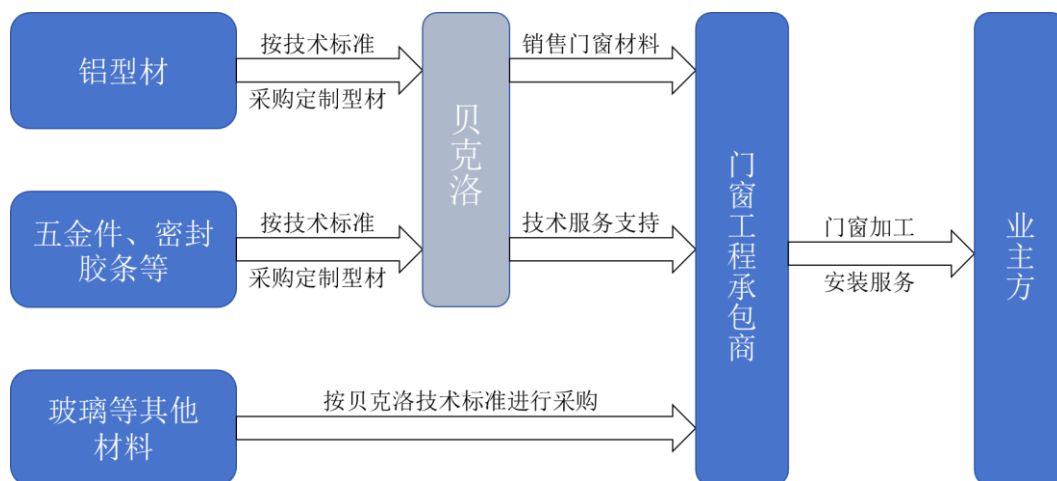 铝型材
按技术标准
采购定制型材
贝克洛
销售门窗材料
五金件、密封
胶条等
按技术标准
采购定制型材
技术服务支持
门窗工程承包商
门窗加工
安装服务
业主方
玻璃等其他
材料
按贝克洛技术标准进行采购